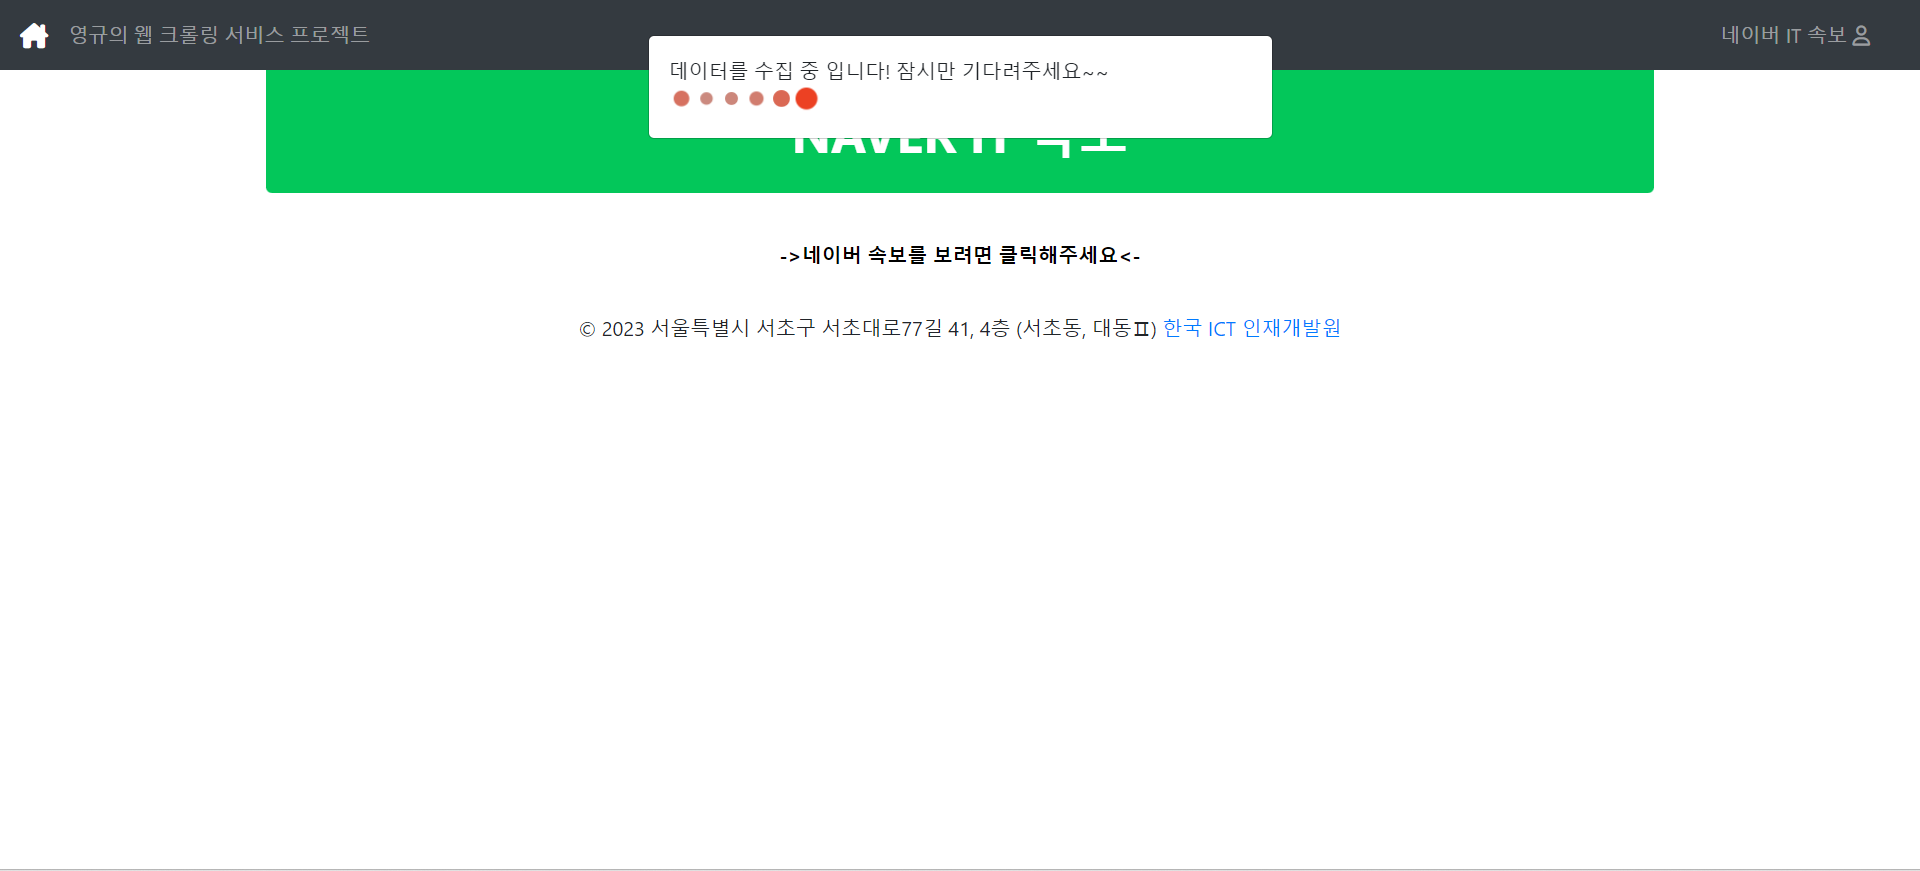 영규의 웹 크롤링 서비스 프로젝트
네이버 IT 속보
데이터를 수집 중 입니다! 잠시만 기다려주세요~~
NAVER IT 속보
->네이버 속보를 보려면 클릭해주세요<-
© 2023 서울특별시 서초구 서초대로77길 41, 4층 (서초동, 대동Ⅱ) 한국 ICT 인재개발원